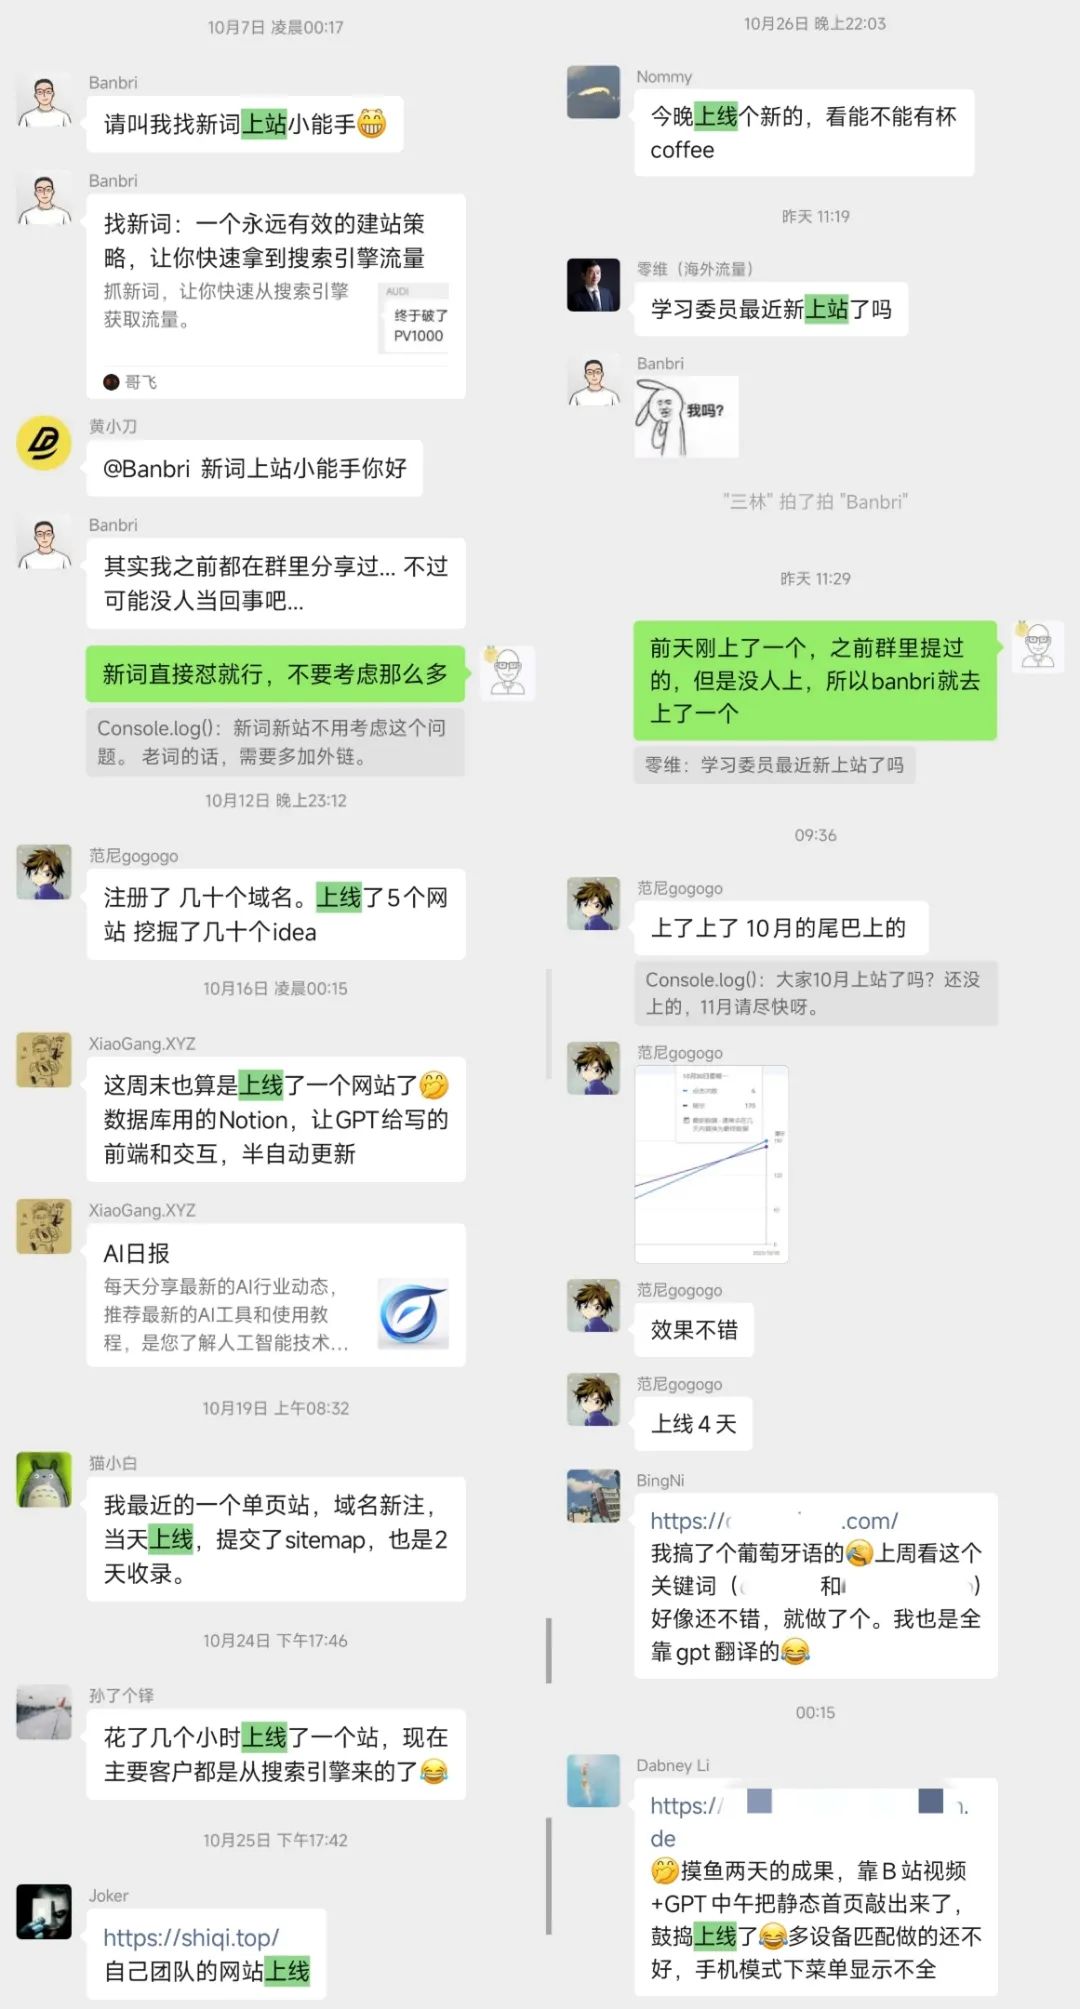 10月7日 凌晨00:17
Banbri
请叫我找新词上站小能手
Banbri
找新词：一个永远有效的建站策
略，让你快速拿到搜索引擎流量
抓新词，让你快速从搜索引擎
获取流量。
AUDI
终于破了
PV1000
哥飞
黄小刀
@Banbri 新词上站小能手你好
Banbri
其实我之前都在群里分享过... 不过
可能没人当回事吧...
新词直接怼就行，不要考虑那么多
Console.log()：新词新站不用考虑这个问
题。 老词的话，需要多加外链。
10月12日 晚上23:12
范尼gogogo
注册了 几十个域名。上线了5个网
站 挖掘了几十个idea
10月16日 凌晨00:15
XiaoGang.XYZ
这周末也算是上线了一个网站了
数据库用的Notion，让GPT给写的
前端和交互，半自动更新
XiaoGang.XYZ
AI日报
每天分享最新的AI行业动态，
推荐最新的AI工具和使用教
程，是您了解人工智能技术...
10月19日 上午08:32
猫小白
我最近的一个单页站，域名新注，
当天上线，提交了sitemap，也是2
天收录。
10月24日 下午17:46
孙了个铎
花了几个小时上线了一个站，现在
主要客户都是从搜索引擎来的了
10月25日 下午17:42
Joker
https://shiqi.top/
自己团队的网站上线
10月26日 晚上22:03
Nommy
今晚上线个新的，看能不能有杯
coffee
昨天 11:19
零维（海外流量）
学习委员最近新上站了吗
Banbri
我吗?
"三林" 拍了拍 "Banbri"
昨天 11:29
前天刚上了一个，之前群里提过
的，但是没人上，所以banbri就去
上了一个
零维：学习委员最近新上站了吗
09:36
范尼gogogo
上了上了 10月的尾巴上的
Console.log()：大家10月上站了吗？还没
上的，11月请尽快呀。
范尼gogogo
范尼gogogo
效果不错
范尼gogogo
上线 4 天
BingNi
https:// .com/
我搞了个葡萄牙语的上周看这个
关键词（ 和 ）
好像还不错，就做了个。我也是全
靠gpt翻译的
00:15
Dabney Li
https:// .
de
摸鱼两天的成果，靠B站视频
+GPT中午把静态首页敲出来了，
鼓捣上线了多设备匹配做的还不
好，手机模式下菜单显示不全